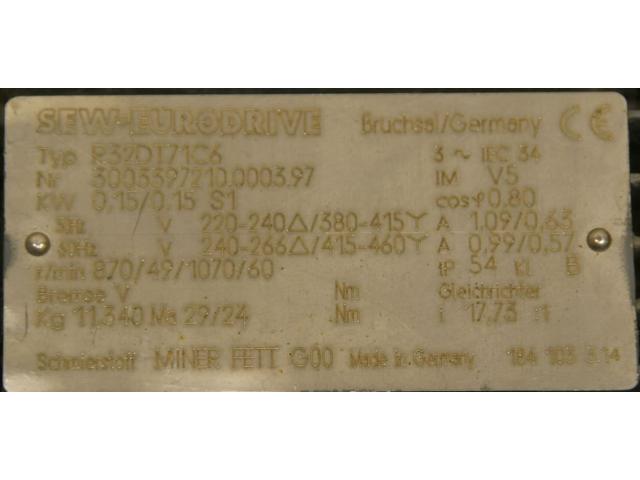 SEW-EURODRIVE Bruchsal/Germany CE
Typ R32DT71C6 3 ~ IEC 34
Nr 3003397210.0003.97 IM V5
KW 0,15/0,15 S1 cosφ 0,80
50Hz V 220-240△/380-415Y A 1.09/0,63
60Hz V 240-266△/415-460Y A 0,99/0,57
r/min 870/49/1070/60 IP 54 Kl B
Bremse V Nm Gleichrichter
Kg 11.340 Ma 29/24 Nm i 17,73 :1
Schmierstoff MINER FETT G00 Made in Germany 184 103 3.14